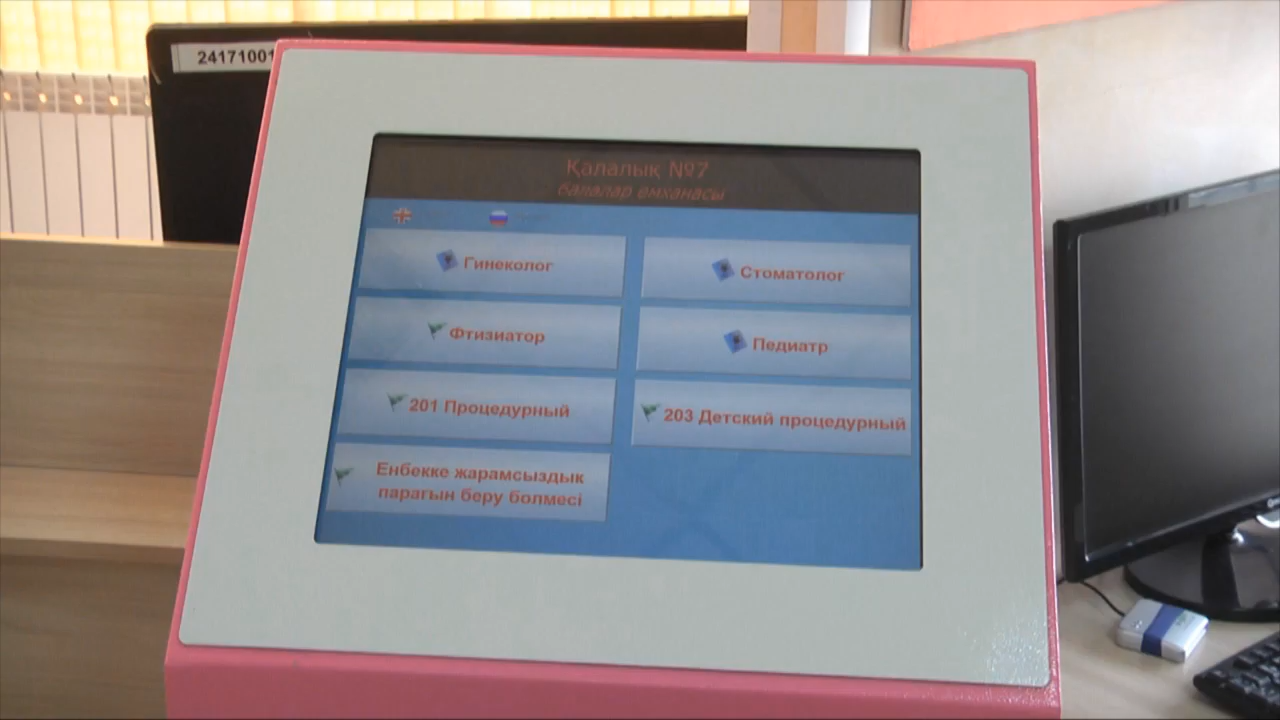 24171001
Қалалық №7
балалар емханасы
Гинеколог
Стоматолог
Фтизиатор
Педиатр
201 Процедурный
203 Детский процедурный
Енбекке жарамсыздык
парагын беру болмесі